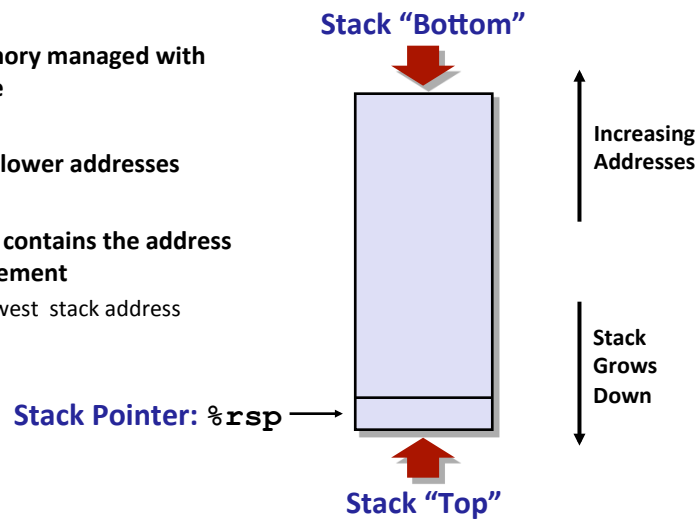 Stack “Bottom”
ory managed with
lower addresses
contains the address
ement
west stack address
Increasing
Addresses
Stack
Grows
Down
Stack Pointer: %rsp
Stack “Top”